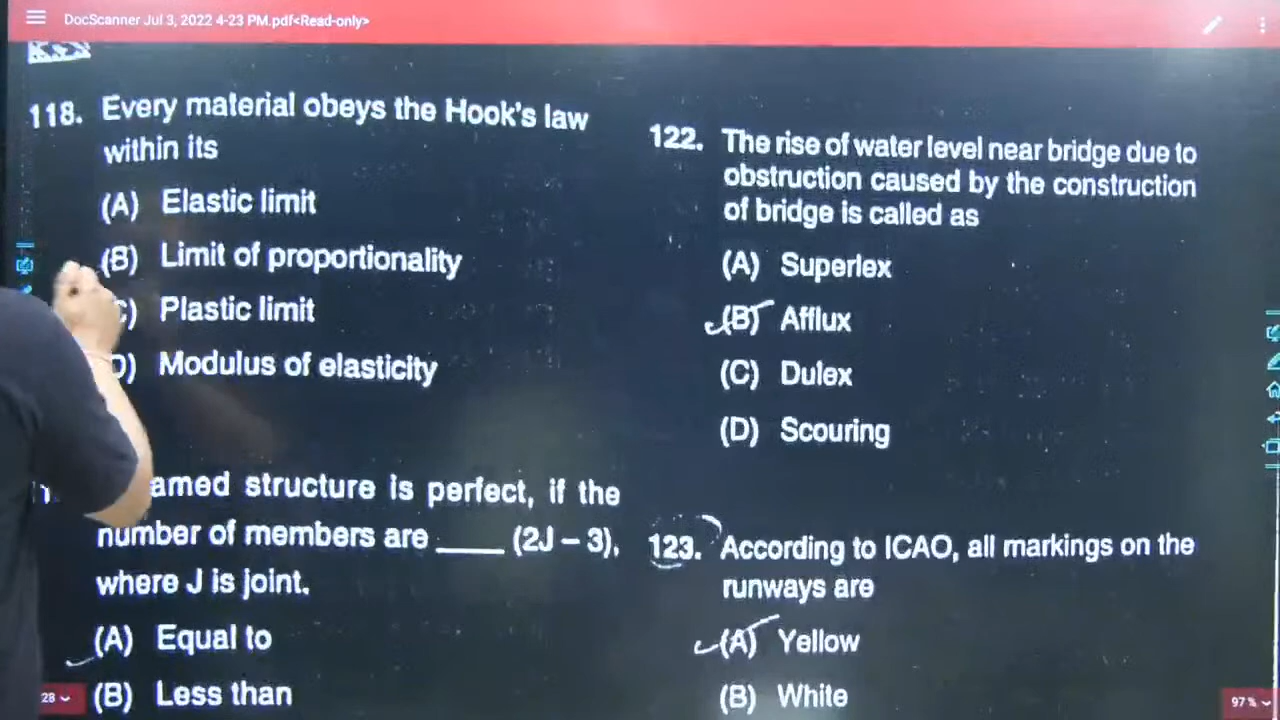 DocScanner Jul 3, 2022 4-23 PM.pdf<Read-only>
118. Every material obeys the Hook's law
within its
(A) Elastic limit
(B) Limit of proportionality
C) Plastic limit
D) Modulus of elasticity
amed structure is perfect, if the
number of members are ____ (2J – 3),
where J is joint.
(A) Equal to
(B) Less than
28
122. The rise of water level near bridge due to
obstruction caused by the construction
of bridge is called as
(A) Superlex
(B) Afflux
(C) Dulex
(D) Scouring
123. According to ICAO, all markings on the
runways are
(A) Yellow
(B) White
97 %